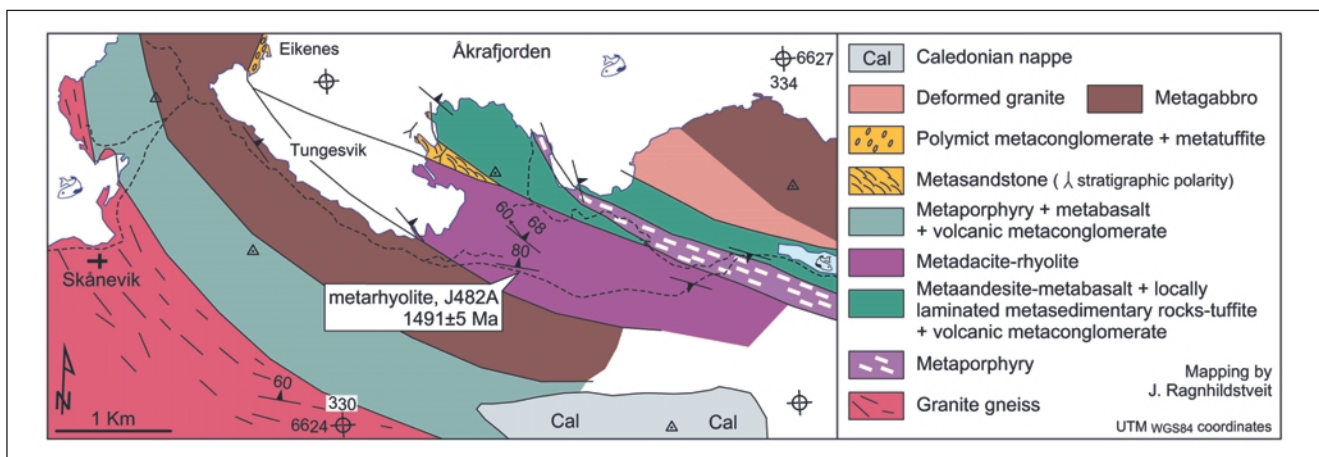 Eikenes
Åkrafjorden
6627
334
Tungesvik
60
68
80
Skånevik
metarhyolite, J482A
1491±5 Ma
60
330
6624
N
1 Km
Cal
Cal
Cal
Caledonian nappe
Deformed granite
Metagabbro
Polymict metaconglomerate + metatuffite
Metasandstone ( stratigraphic polarity)
Metaporphyry + metabasalt
+ volcanic metaconglomerate
Metadacite-rhyolite
Metaandesite-metabasalt + locally
laminated metasedimentary rocks-tuffite
+ volcanic metaconglomerate
Metaporphyry
Granite gneiss
Mapping by
J. Ragnhildstveit
UTM WGS84 coordinates